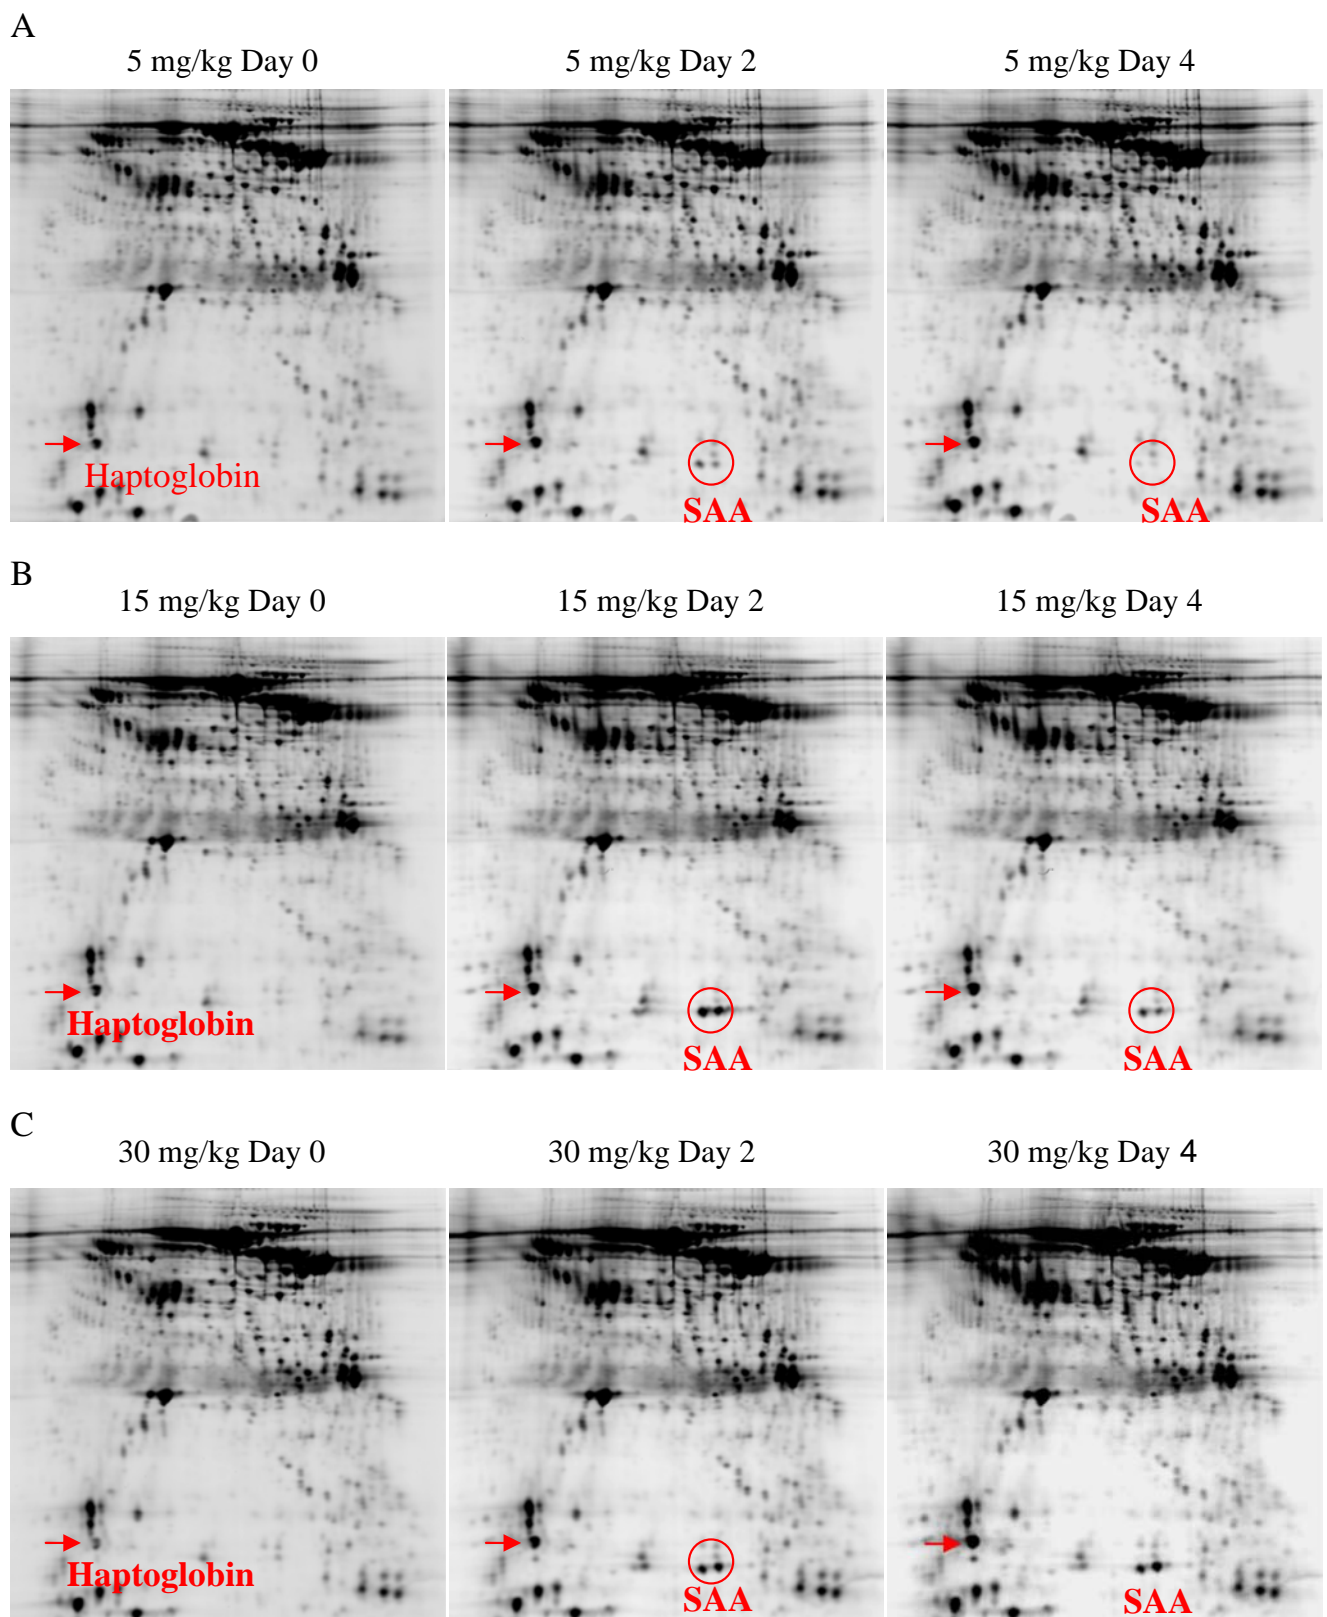 A
5 mg/kg Day 0
5 mg/kg Day 2
5 mg/kg Day 4
Haptoglobin
SAA
SAA
B
15 mg/kg Day 0
15 mg/kg Day 2
15 mg/kg Day 4
Haptoglobin
SAA
SAA
C
30 mg/kg Day 0
30 mg/kg Day 2
30 mg/kg Day 4
Haptoglobin
SAA
SAA